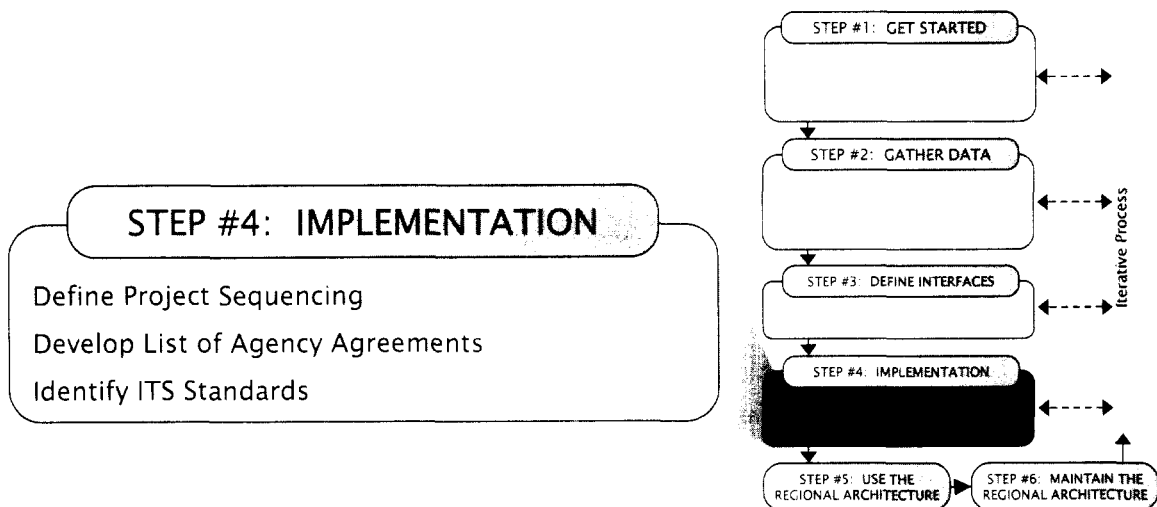 STEP #4: IMPLEMENTATION
Define Project Sequencing
Develop List of Agency Agreements
Identify ITS Standards
STEP #1: GET STARTED
STEP #2: GATHER DATA
STEP #3: DEFINE INTERFACES
STEP #4: IMPLEMENTATION
STEP #5: USE THE
REGIONAL ARCHITECTURE
STEP #6: MAINTAIN THE
REGIONAL ARCHITECTURE
Iterative Process